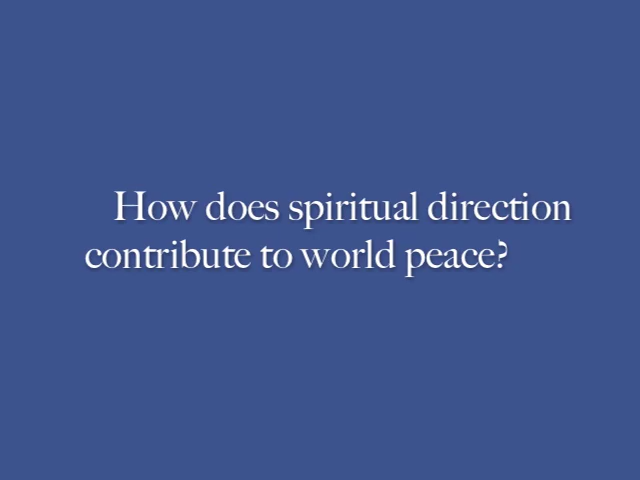 How does spiritual direction
contribute to world peace?